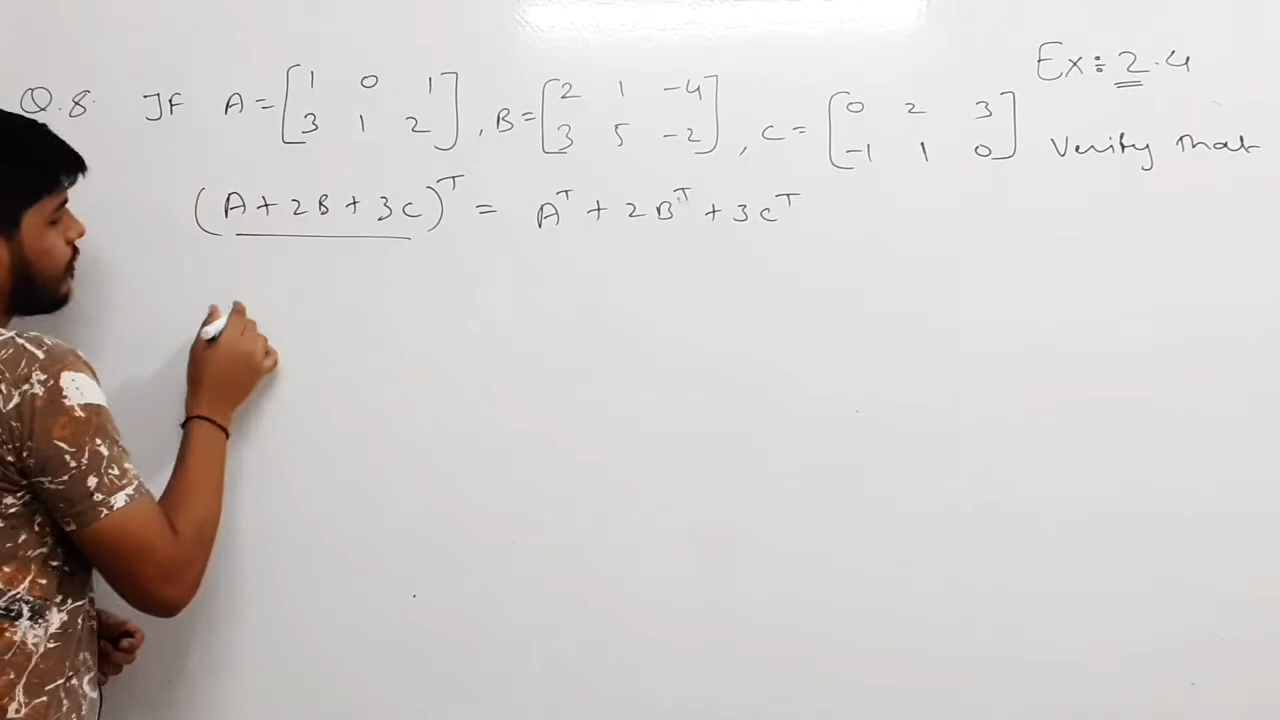 Ex÷ 2.4
Q.8 If A = [1 0 1; 3 1 2], B = [2 1 -4; 3 5 -2], C = [0 2 3; -1 1 0] Verity that
(A + 2B + 3C)^T = A^T + 2B^T + 3C^T